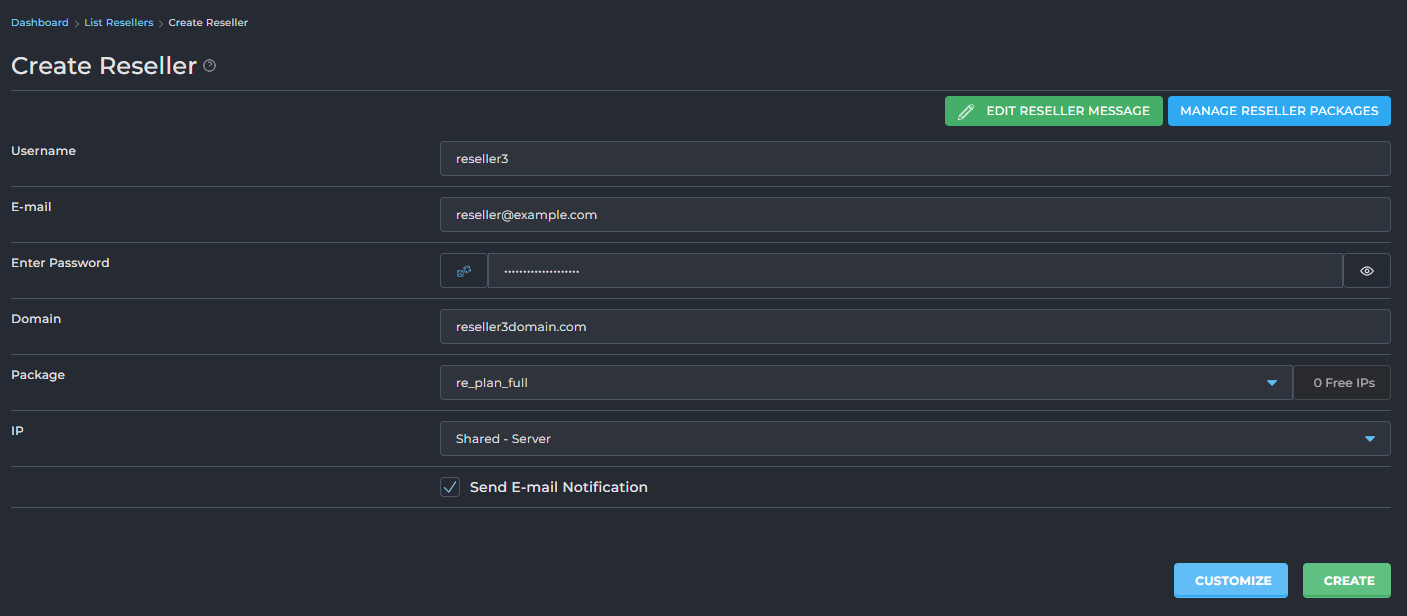 Dashboard > List Resellers > Create Reseller
Create Reseller
EDIT RESELLER MESSAGE MANAGE RESELLER PACKAGES
Username reseller3
E-mail reseller@example.com
Enter Password ••••••••••••••••••••
Domain reseller3domain.com
Package re_plan_full 0 Free IPs
IP Shared - Server
Send E-mail Notification
CUSTOMIZE CREATE